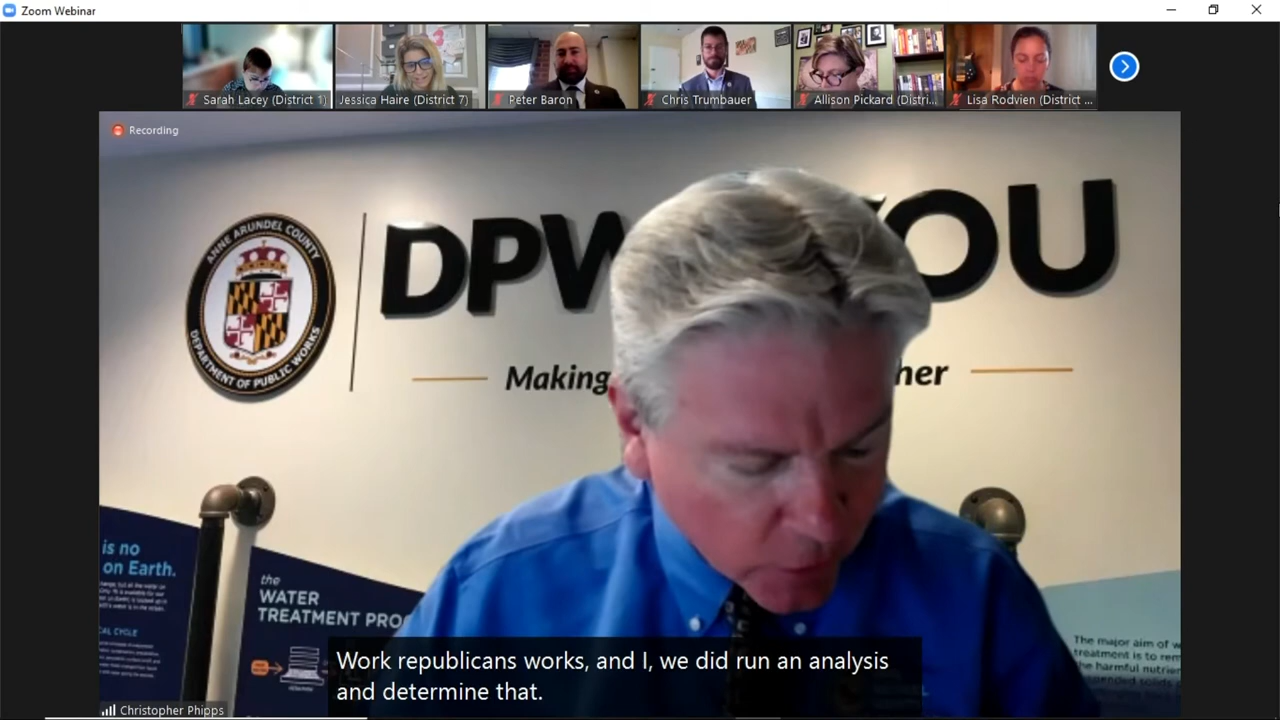 Zoom Webinar
Sarah Lacey (District 1)
Jessica Haire (District 7)
Peter Baron
Chris Trumbauer
Allison Pickard (Distri...
Lisa Rodvien (District ...
Recording
ANNE ARUNDEL COUNTY
DEPARTMENT OF PUBLIC WORKS
DPW OU
Making her
is no
on Earth.
the
WATER
TREATMENT PRO
The major aim of w
treatment is to rem
the harmful nutrie
Work republicans works, and I, we did run an analysis
and determine that.
Christopher Phipps